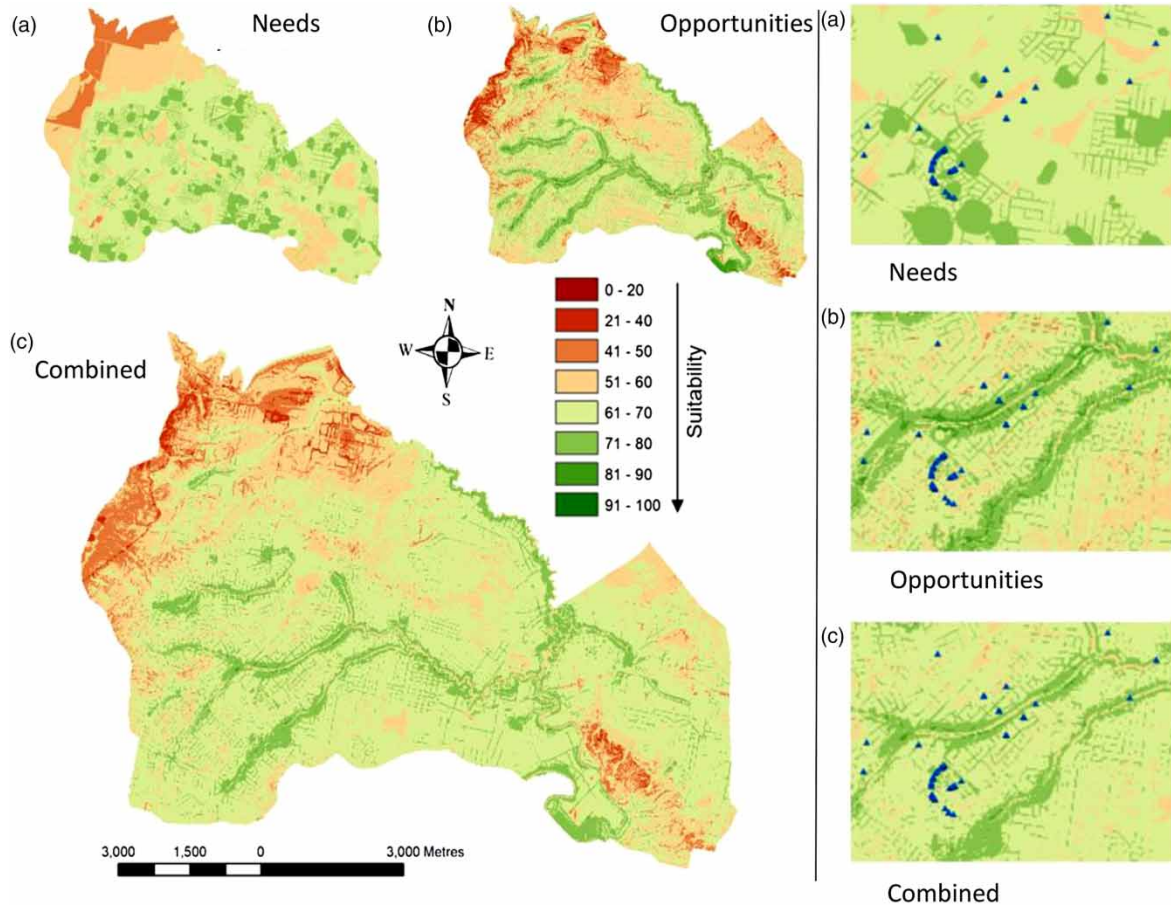 (a)
Needs
(b)
Opportunities
(c)
Combined
N
W
E
S
0 - 20
21 - 40
41 - 50
51 - 60
61 - 70
71 - 80
81 - 90
91 - 100
Suitability
3,000 1,500 0 3,000 Metres
(a)
Needs
(b)
Opportunities
(c)
Combined